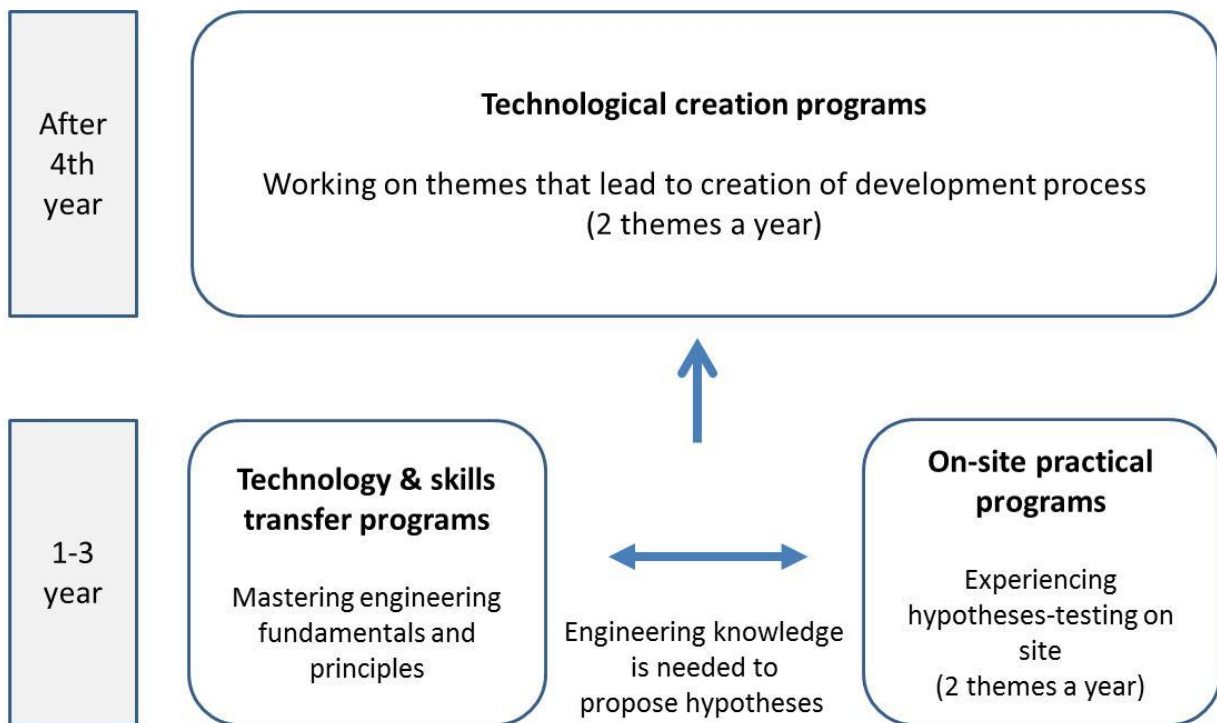 After
4th
year
Technological creation programs
Working on themes that lead to creation of development process
(2 themes a year)
1-3
year
Technology & skills
transfer programs
Mastering engineering
fundamentals and
principles
Engineering knowledge
is needed to
propose hypotheses
On-site practical
programs
Experiencing
hypotheses-testing on
site
(2 themes a year)